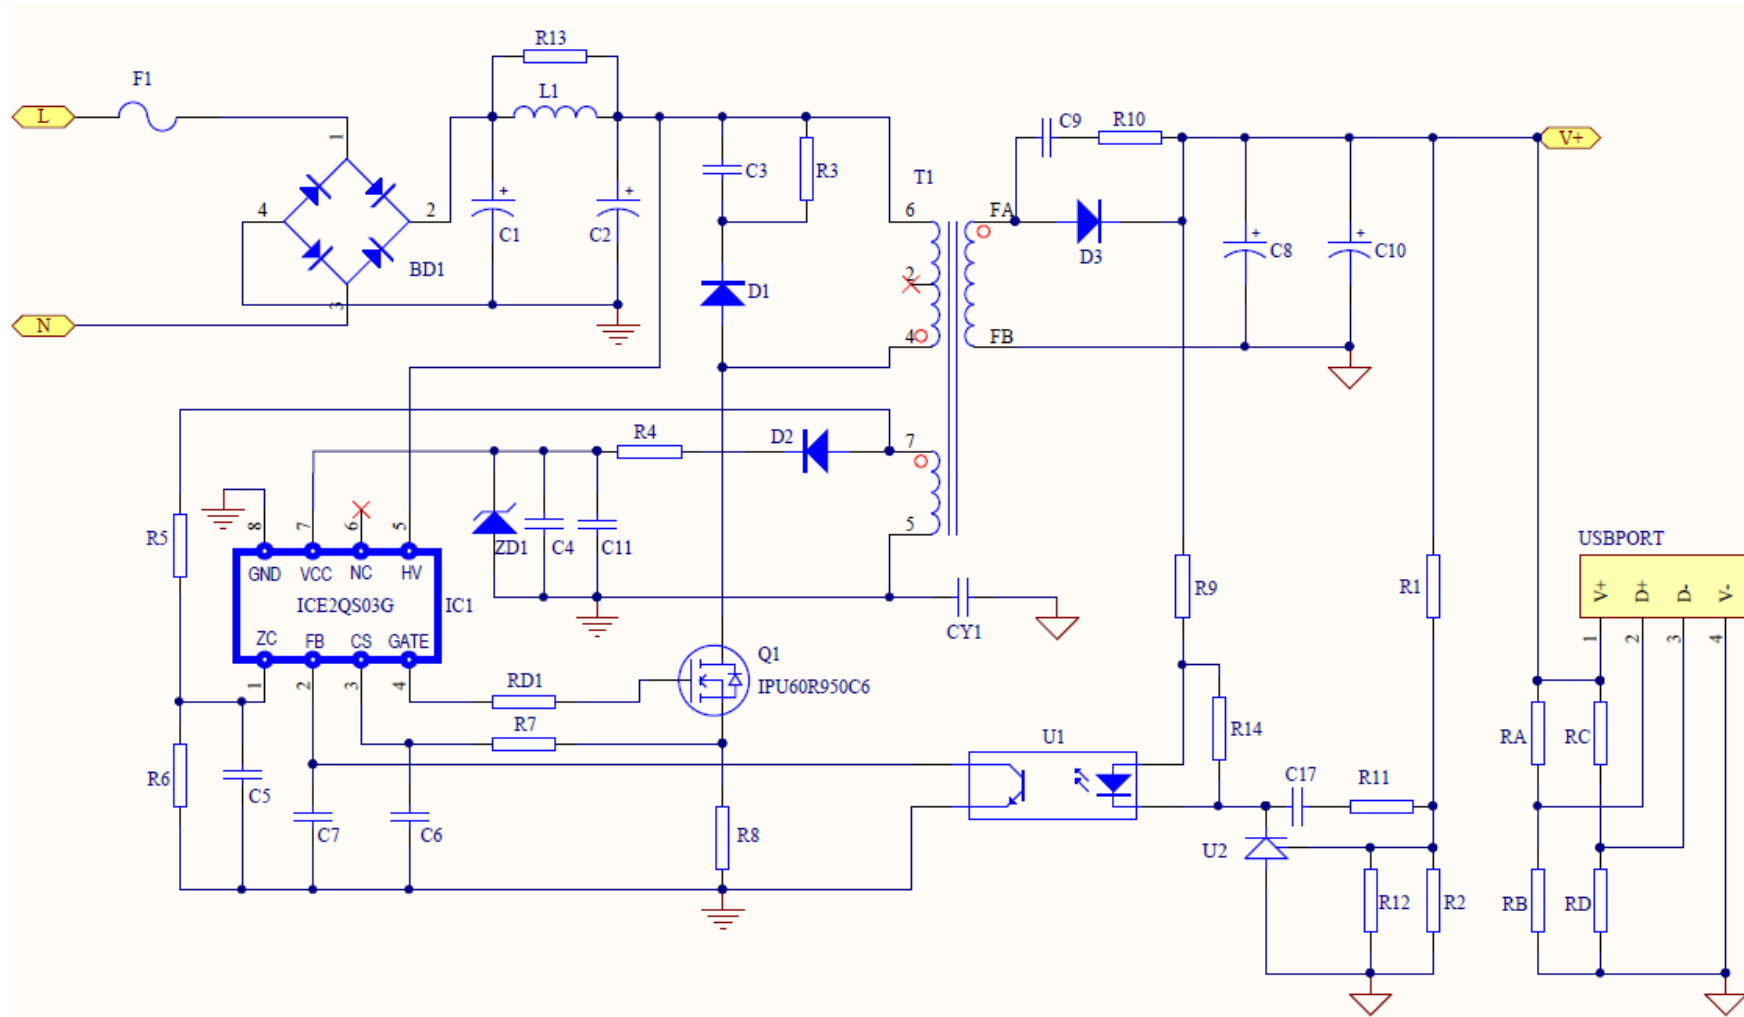 R13
F1
L1
L
C9
R10
V+
1
C3
R3
T1
4
2
6
FA
+
+
C1
C2
+
+
BD1
D3
C8
C10
2
D1
3
N
4
FB
R4
D2
7
R5
8
7
6
5
5
ZD1
C4
C11
USBPORT
GND
VCC
NC
HV
ICE2QS03G
IC1
R9
R1
V+
D+
D-
V-
CY1
ZC
FB
CS
GATE
1
2
3
4
Q1
1
2
3
4
RD1
IPU60R950C6
R7
U1
R14
RA
RC
R6
C5
C17
R11
C7
C6
R8
U2
R12
R2
RB
RD